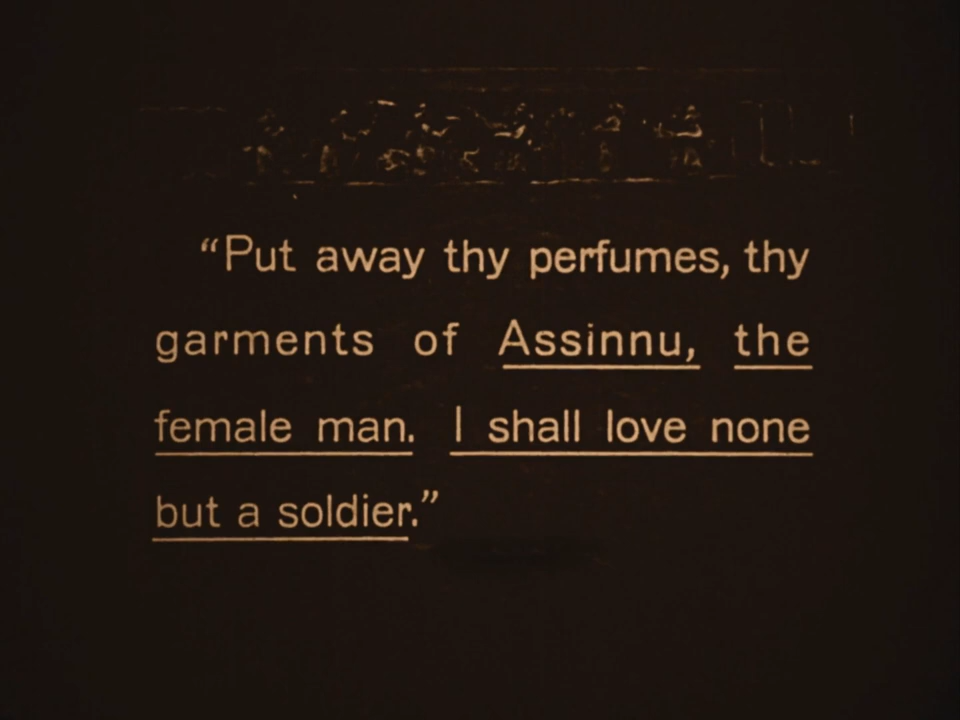 “Put away thy perfumes, thy
garments of Assinnu, the
female man. I shall love none
but a soldier.”